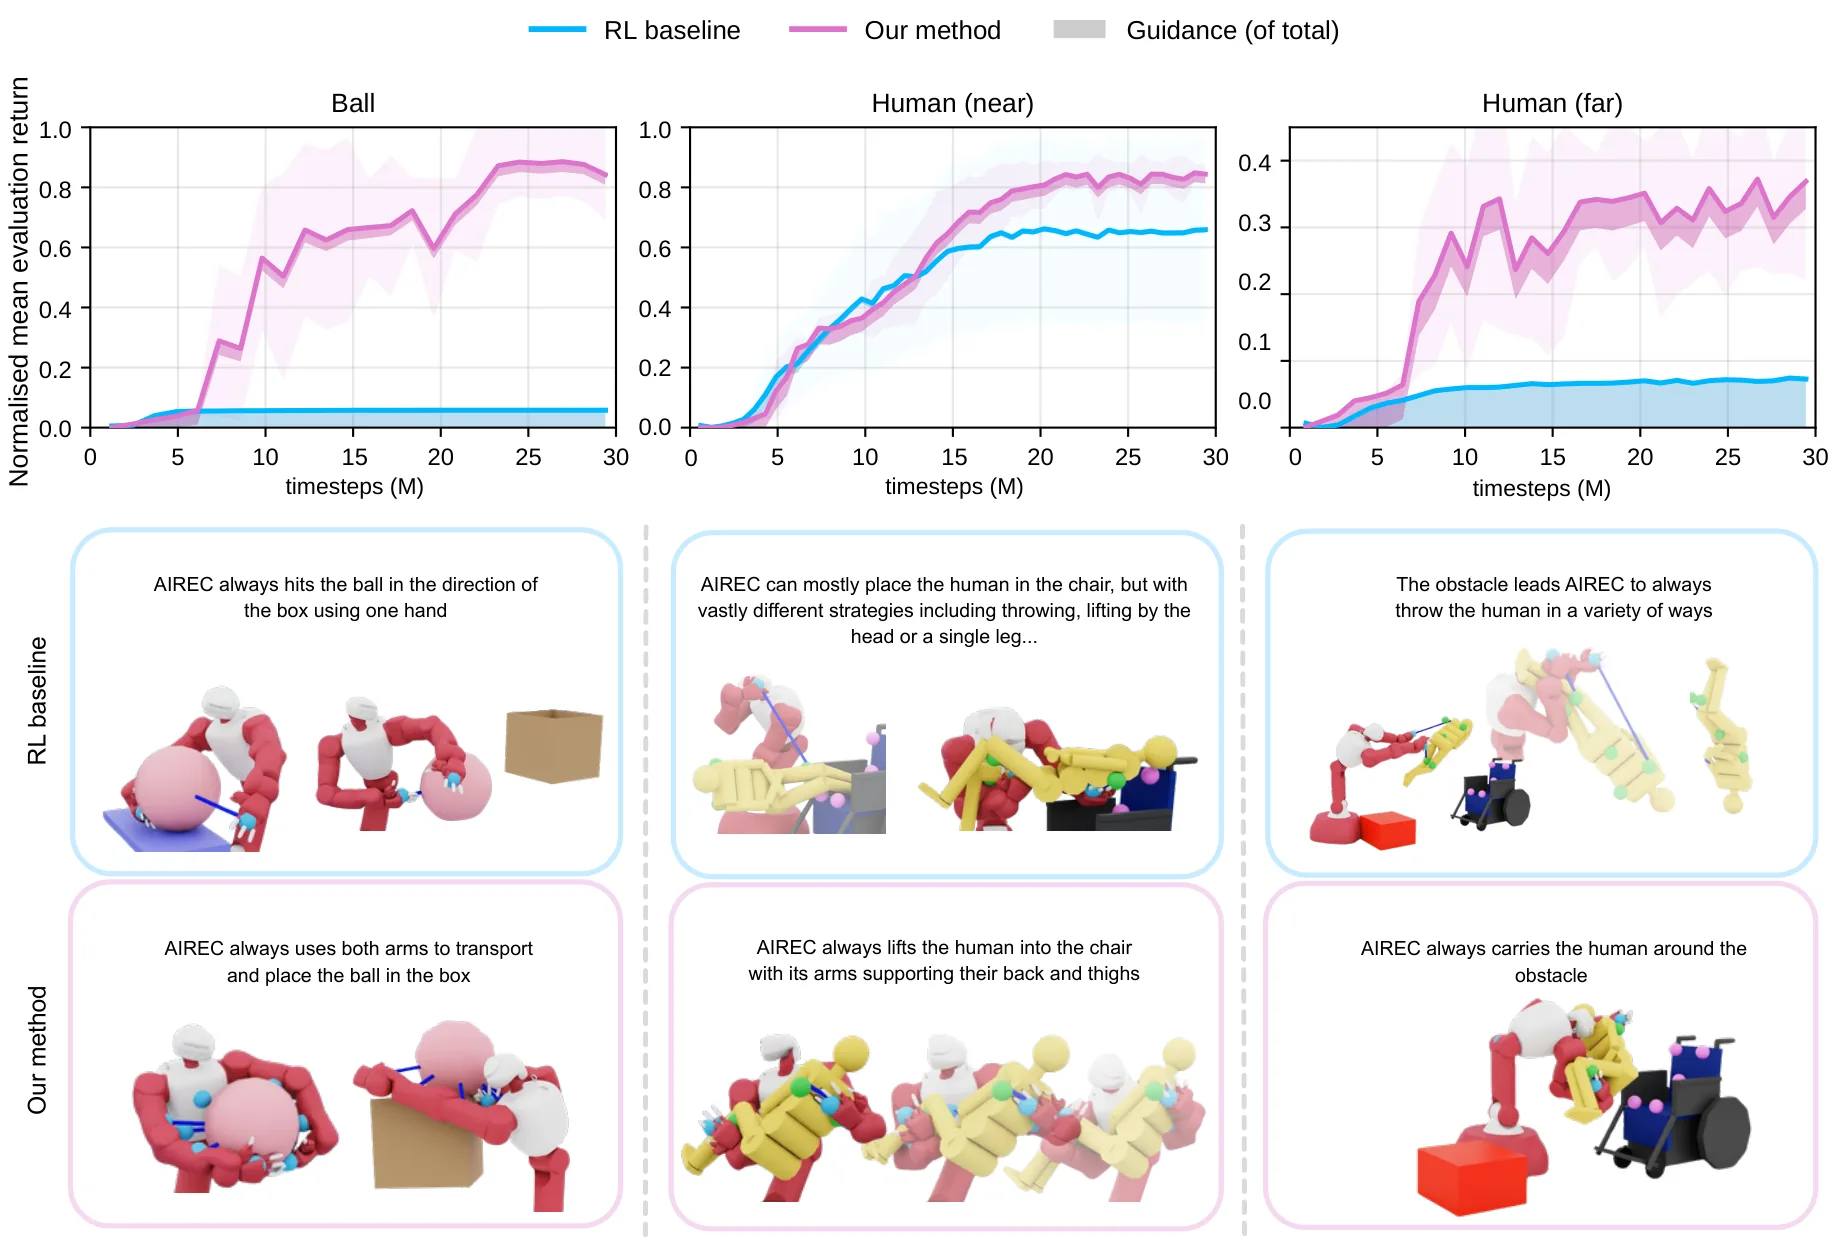 RL baseline
Our method
Guidance (of total)
Normalised mean evaluation return
Ball
1.0
0.8
0.6
0.4
0.2
0.0
0
5
10
15
20
25
30
timesteps (M)
Human (near)
1.0
0.8
0.6
0.4
0.2
0.0
0
5
10
15
20
25
30
timesteps (M)
Human (far)
0.4
0.3
0.2
0.1
0.0
0
5
10
15
20
25
30
timesteps (M)
RL baseline
AIREC always hits the ball in the direction of
the box using one hand
AIREC can mostly place the human in the chair, but with
vastly different strategies including throwing, lifting by the
head or a single leg...
The obstacle leads AIREC to always
throw the human in a variety of ways
Our method
AIREC always uses both arms to transport
and place the ball in the box
AIREC always lifts the human into the chair
with its arms supporting their back and thighs
AIREC always carries the human around the
obstacle